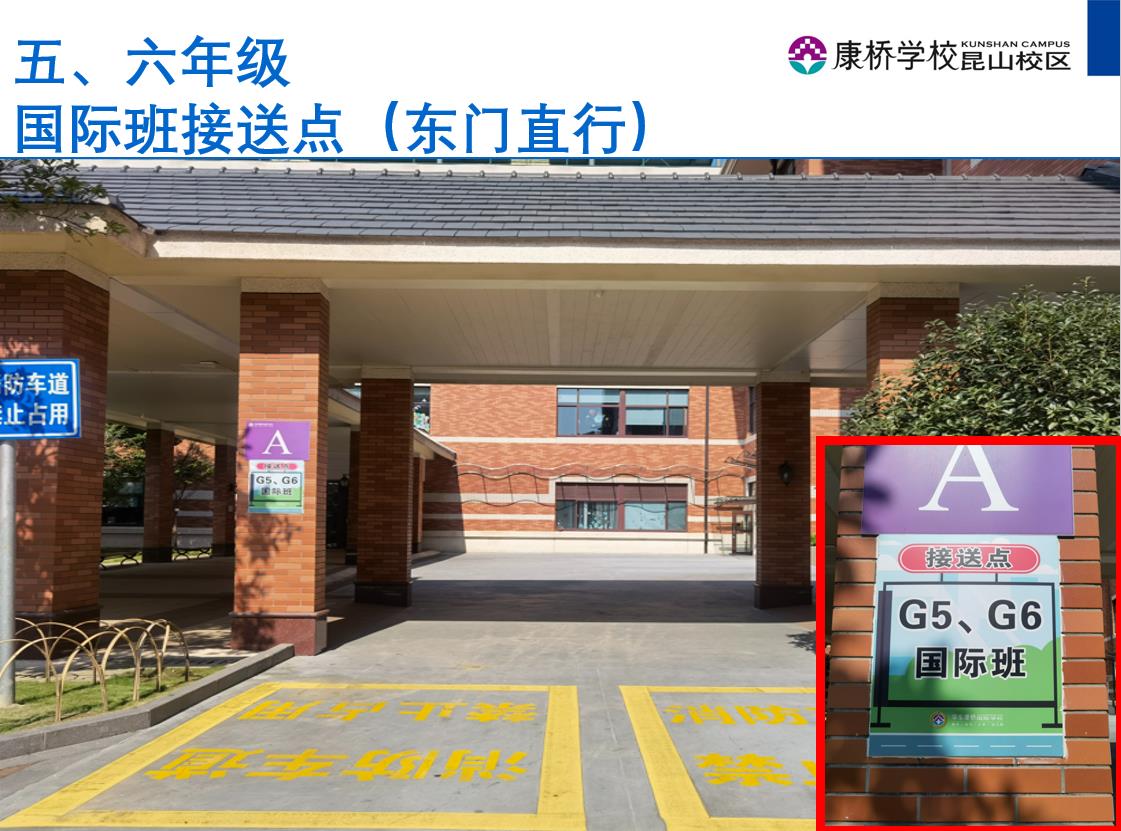 五、六年级
国际班接送点（东门直行）
康桥学校
KUNSHAN CAMPUS
昆山校区
防车道
止占用
A
接送点
G5、G6
国际班
禁止占用
消防车道
消防
禁
A
接送点
G5、G6
国际班